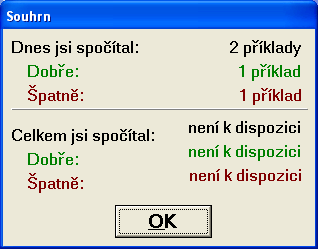 Souhrn
Dnes jsi spočítal: 2 příklady
Dobře: 1 příklad
Špatně: 1 příklad
Celkem jsi spočítal: není k dispozici
Dobře: není k dispozici
Špatně: není k dispozici
OK